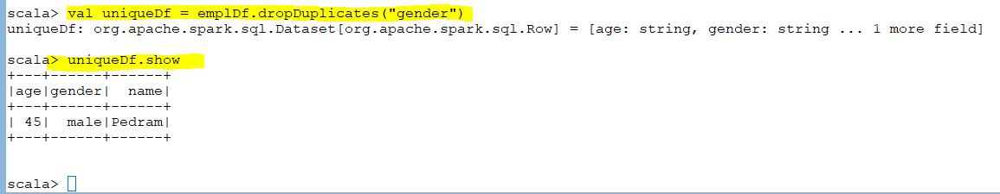 scala> val uniqueDf = emplDf.dropDuplicates("gender")
uniqueDf: org.apache.spark.sql.Dataset[org.apache.spark.sql.Row] = [age: string, gender: string ... 1 more field]
scala> uniqueDf.show
+---+------+------+
|age|gender|  name|
+---+------+------+
| 45|  male|Pedram|
+---+------+------+
scala>